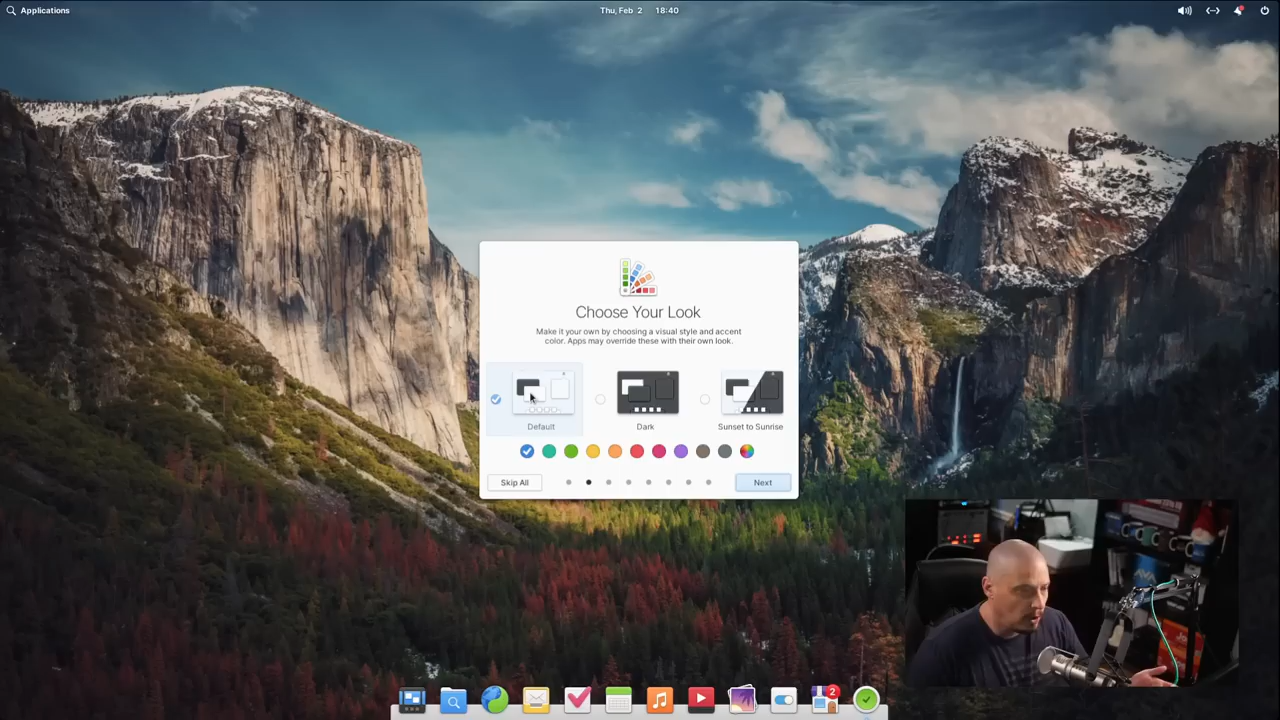 Applications
Thu, Feb 2 18:40
Choose Your Look
Make it your own by choosing a visual style and accent
color. Apps may override these with their own look.
Default
Dark
Sunset to Sunrise
Skip All
Next
2